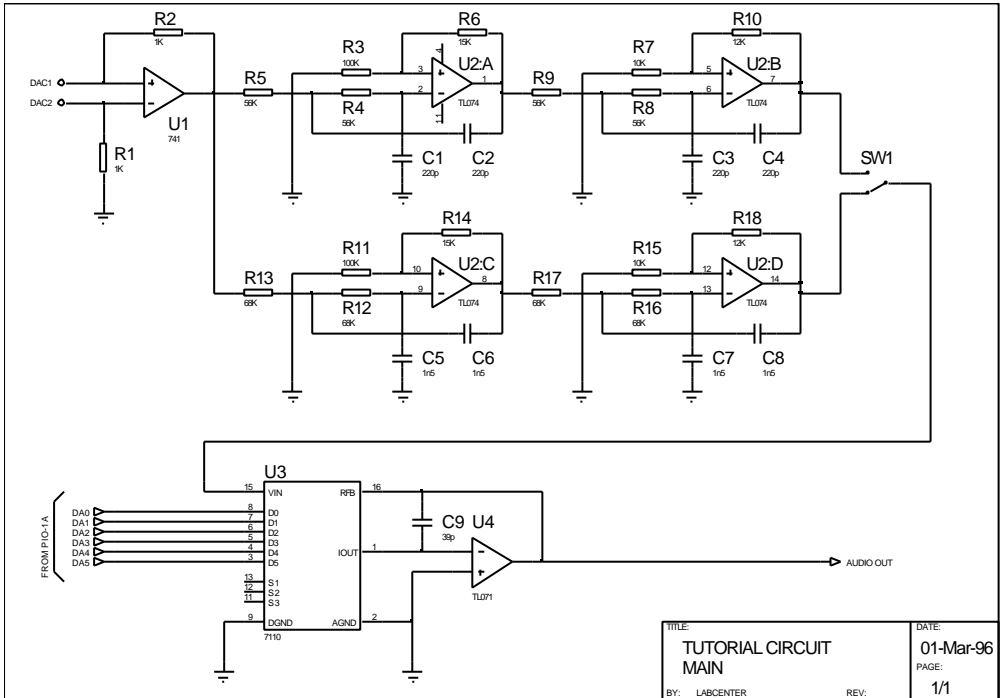 R2
1K
DAC1
DAC2
U1
741
R1
1K
R5
56K
R3
100K
R4
56K
R6
15K
4
3
2
1
11
U2:A
TL074
C1
220p
C2
220p
R9
56K
R7
10K
R8
56K
R10
12K
5
6
7
U2:B
TL074
C3
220p
C4
220p
SW1
R13
68K
R11
100K
R12
68K
R14
15K
10
9
8
U2:C
TL074
C5
1n5
C6
1n5
R17
68K
R15
10K
R16
68K
R18
12K
12
13
14
U2:D
TL074
C7
1n5
C8
1n5
FROM PIO-1A
DA0
DA1
DA2
DA3
DA4
DA5
U3
15 VIN
8 D0
7 D1
6 D2
5 D3
4 D4
3 D5
13 S1
12 S2
11 S3
9 DGND
RFB 16
IOUT 1
AGND 2
7110
C9
39p
U4
TL071
AUDIO OUT
TITLE:
TUTORIAL CIRCUIT
MAIN
BY: LABCENTER REV:
DATE:
01-Mar-96
PAGE:
1/1